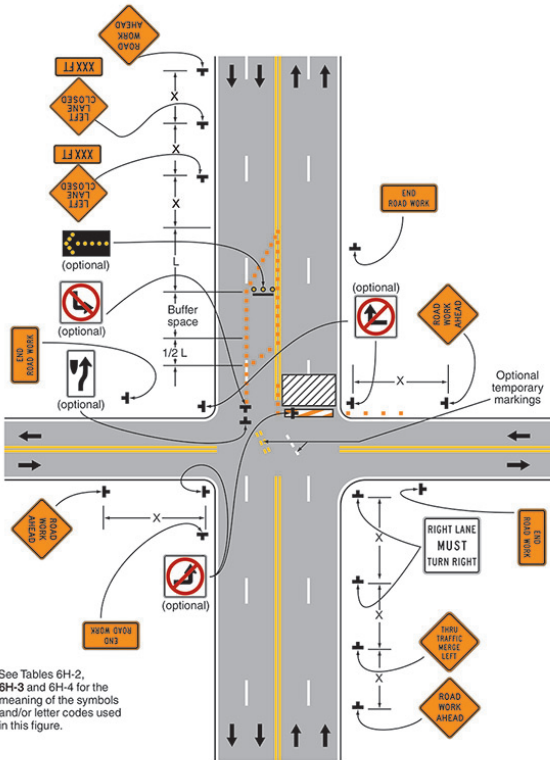 ROAD
WORK
AHEAD
XXX FT
LEFT
LANE
CLOSED
XXX FT
LEFT
LANE
CLOSED
X
X
X
L
Buffer
space
1/2 L
(optional)
(optional)
END
ROAD WORK
(optional)
END
ROAD WORK
(optional)
ROAD
WORK
AHEAD
X
Optional
temporary
markings
ROAD
WORK
AHEAD
X
(optional)
END
ROAD WORK
X
X
X
RIGHT LANE
MUST
TURN RIGHT
END
ROAD WORK
THRU
TRAFFIC
MERGE
LEFT
ROAD
WORK
AHEAD
See Tables 6H-2,
6H-3 and 6H-4 for the
meaning of the symbols
and/or letter codes used
in this figure.